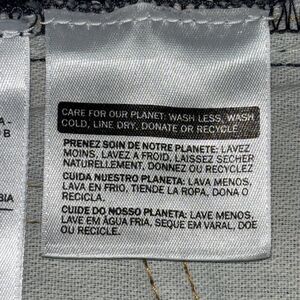 CARE FOR OUR PLANET: WASH LESS, WASH
COLD, LINE DRY, DONATE OR RECYCLE
PRENEZ SOIN DE NOTRE PLANETE: LAVEZ
MOINS, LAVEZ A FROID, LAISSEZ SECHER
NATURELLEMENT, DONNEZ OU RECYCLEZ
CUIDA NUESTRO PLANETA: LAVA MENOS,
LAVA EN FRIO, TIENDE LA ROPA, DONA O
RECICLA.
CUIDE DO NOSSO PLANETA: LAVE MENOS,
LAVE EM ÁGUA FRIA, SEQUE EM VARAL, DOE
OU RECICLE.
A-
B
BIA